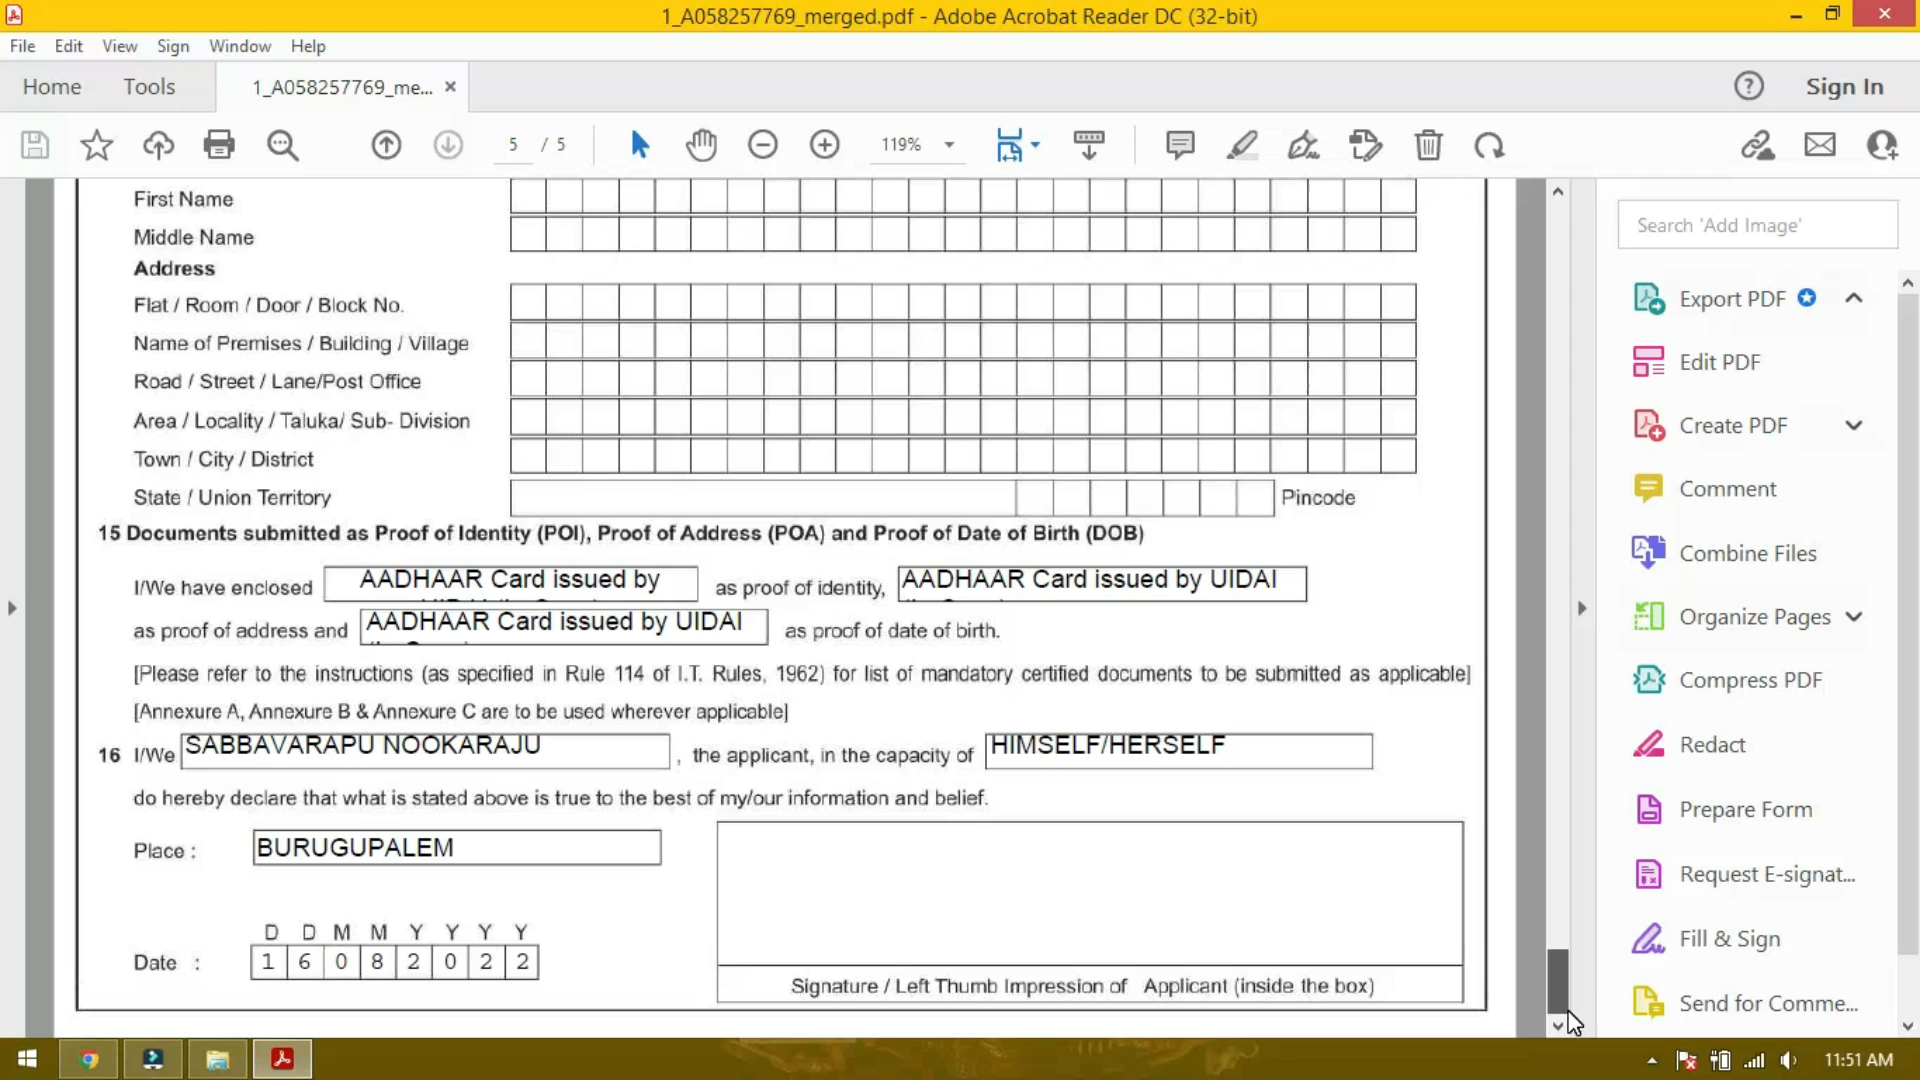 1_A058257769_merged.pdf - Adobe Acrobat Reader DC (32-bit)
File Edit View Sign Window Help
Home Tools 1_A058257769_me... × ? Sign In
5 / 5 119%
First Name
Middle Name
Address
Flat / Room / Door / Block No.
Name of Premises / Building / Village
Road / Street / Lane/Post Office
Area / Locality / Taluka/ Sub- Division
Town / City / District
State / Union Territory Pincode
15 Documents submitted as Proof of Identity (POI), Proof of Address (POA) and Proof of Date of Birth (DOB)
I/We have enclosed AADHAAR Card issued by as proof of identity, AADHAAR Card issued by UIDAI
as proof of address and AADHAAR Card issued by UIDAI as proof of date of birth.
[Please refer to the instructions (as specified in Rule 114 of I.T. Rules, 1962) for list of mandatory certified documents to be submitted as applicable]
[Annexure A, Annexure B & Annexure C are to be used wherever applicable]
16 I/We SABBAVARAPU NOOKARAJU , the applicant, in the capacity of HIMSELF/HERSELF
do hereby declare that what is stated above is true to the best of my/our information and belief.
Place : BURUGUPALEM
D D M M Y Y Y Y
Date : 1 6 0 8 2 0 2 2
Signature / Left Thumb Impression of Applicant (inside the box)
Search 'Add Image'
Export PDF
Edit PDF
Create PDF
Comment
Combine Files
Organize Pages
Compress PDF
Redact
Prepare Form
Request E-signat...
Fill & Sign
Send for Comme...
11:51 AM